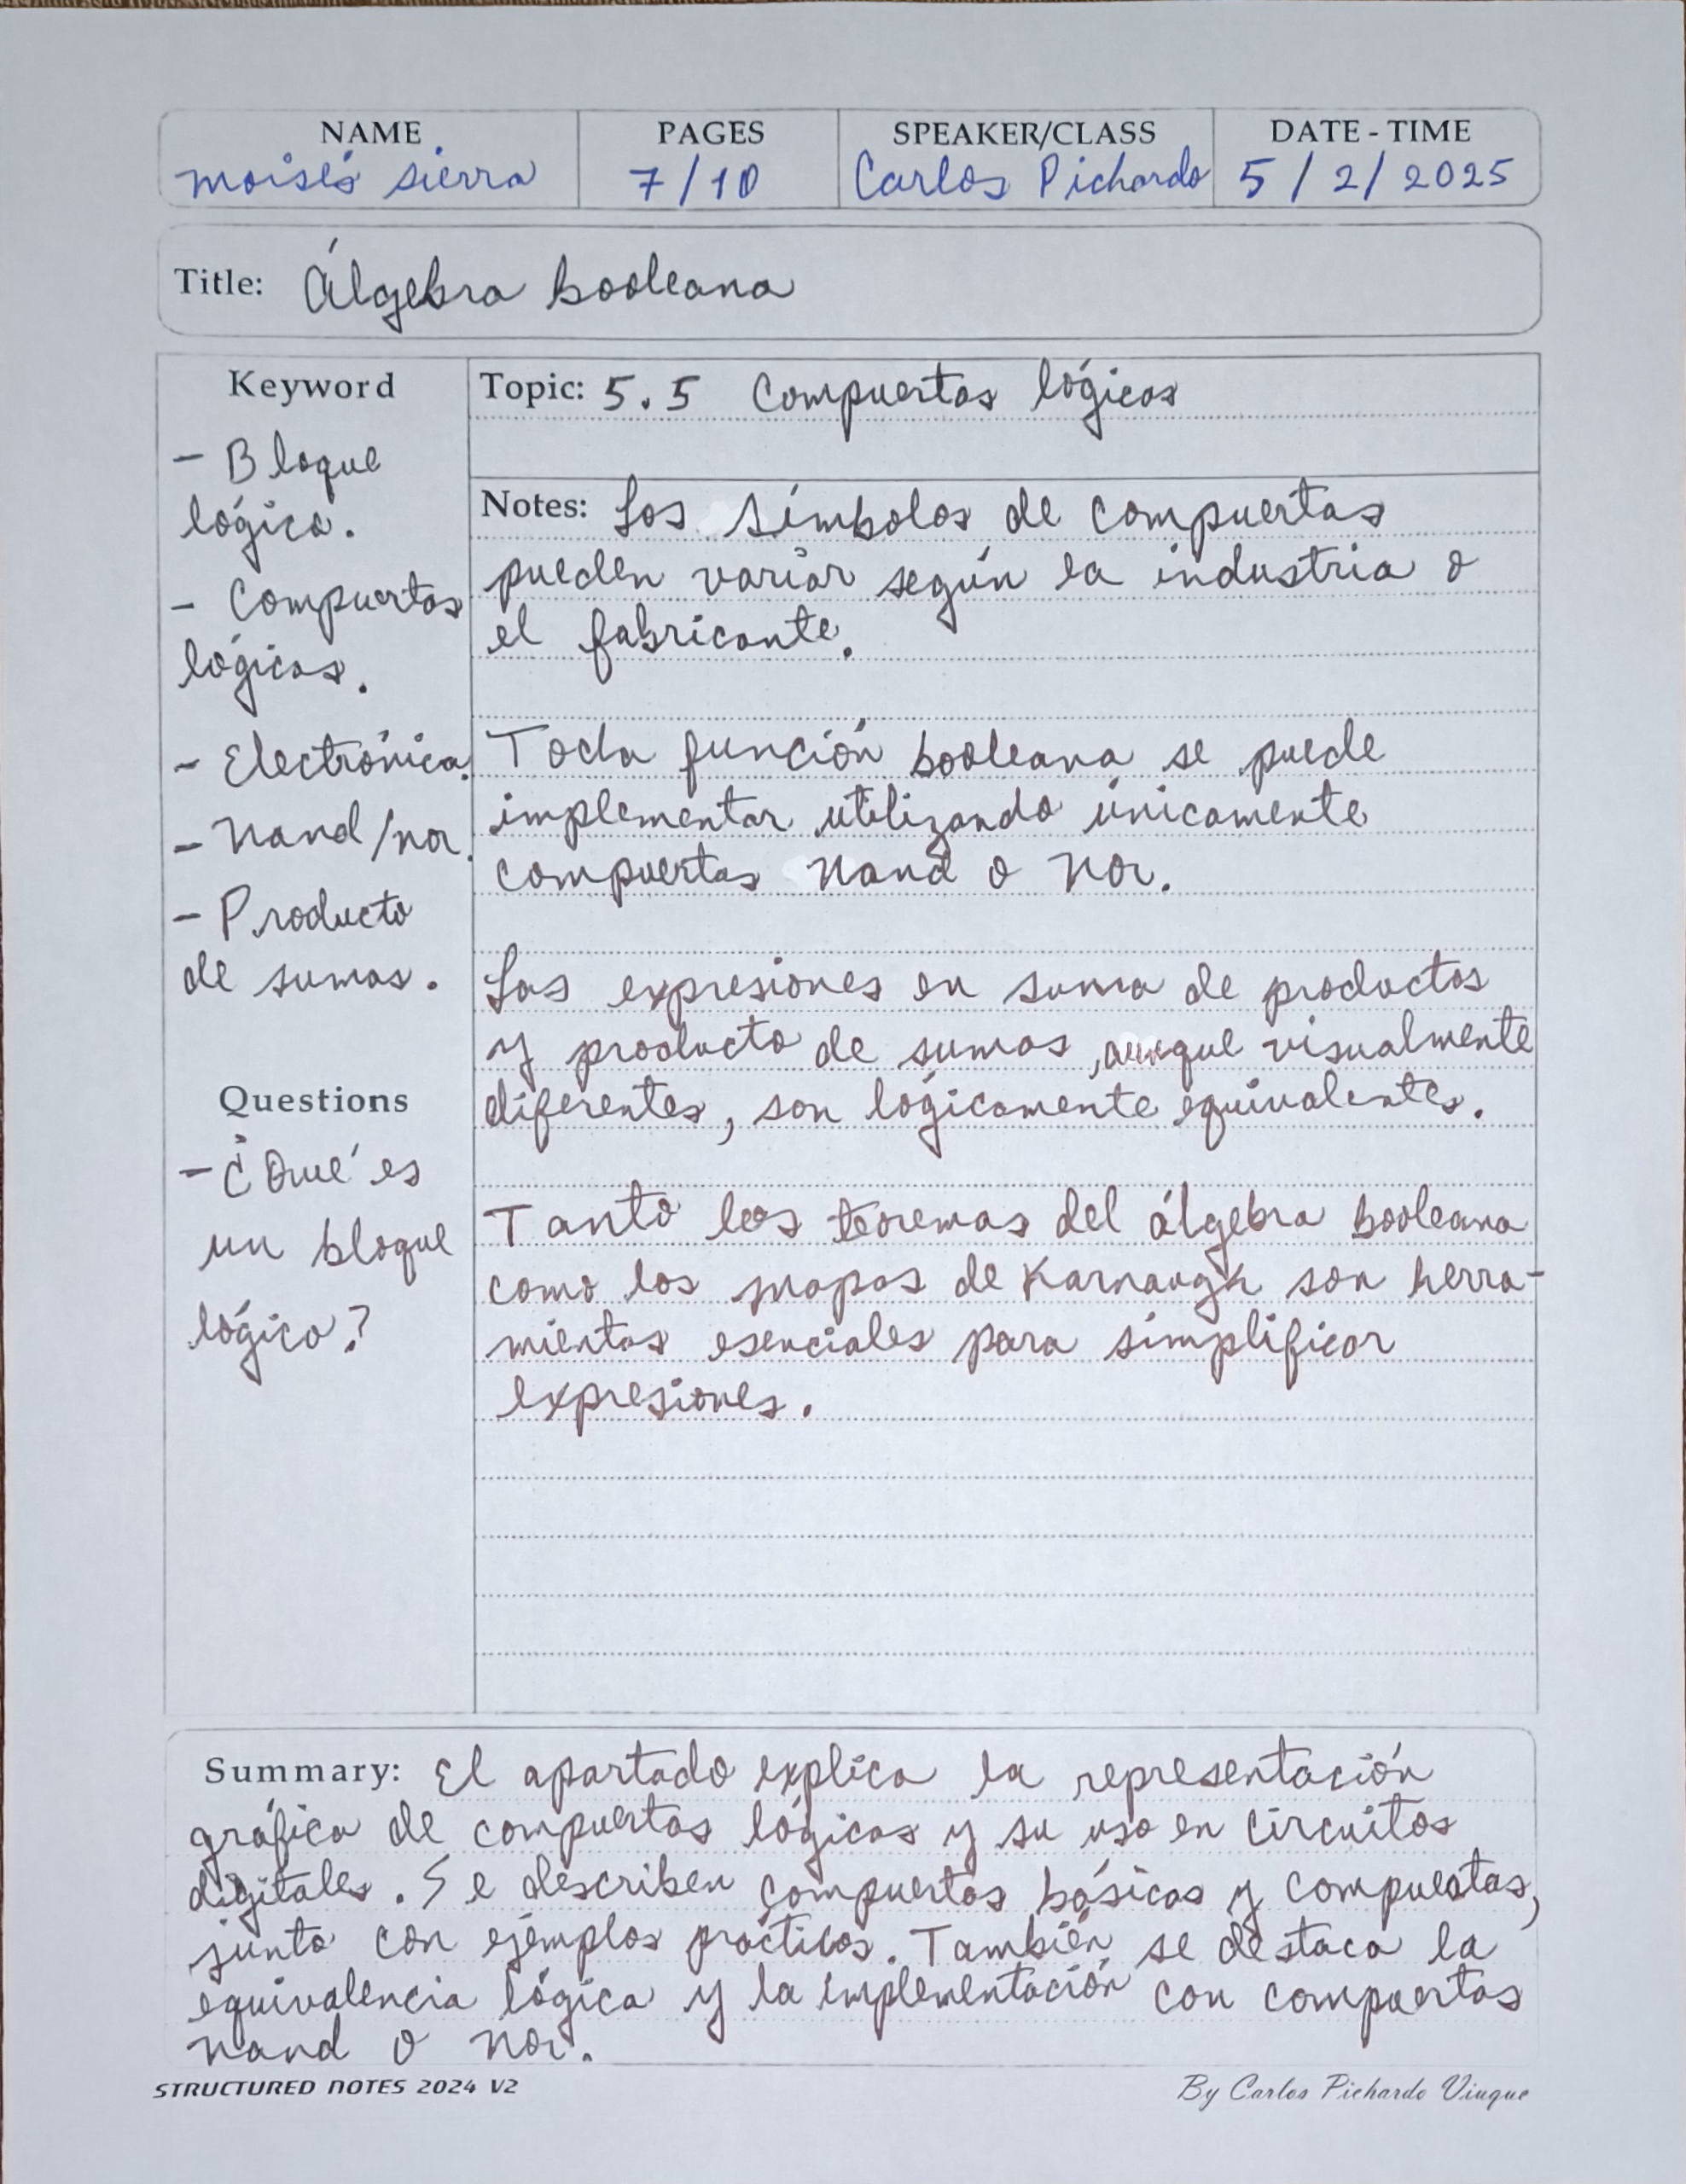 NAME PAGES SPEAKER/CLASS DATE - TIME
moisés sierra 7/10 Carlos Pichardo 5/2/2025
Title: Álgebra booleana
Keyword
- Bloque
lógico.
- Compuertas
lógicas.
- Electrónica.
- Nand/nor.
- Producto
de sumas.
Questions
- ¿Qué es
un bloque
lógico?
Topic: 5.5 Compuertas lógicas
Notes: Los símbolos de compuertas
pueden variar según la industria o
el fabricante.
Toda función booleana se puede
implementar utilizando únicamente
compuertas Nand o Nor.
Las expresiones en suma de productos
y producto de sumas, aunque visualmente
diferentes, son lógicamente equivalentes.
Tanto los teoremas del álgebra booleana
como los mapas de Karnaugh son herra-
mientas esenciales para simplificar
expresiones.
Summary: El apartado explica la representación
gráfica de compuertas lógicas y su uso en circuitos
digitales. Se describen compuertas básicas y compuestas,
junto con ejemplos prácticos. También se destaca la
equivalencia lógica y la implementación con compuertas
nand o nor.
STRUCTURED NOTES 2024 V2 By Carlos Pichardo Viuque